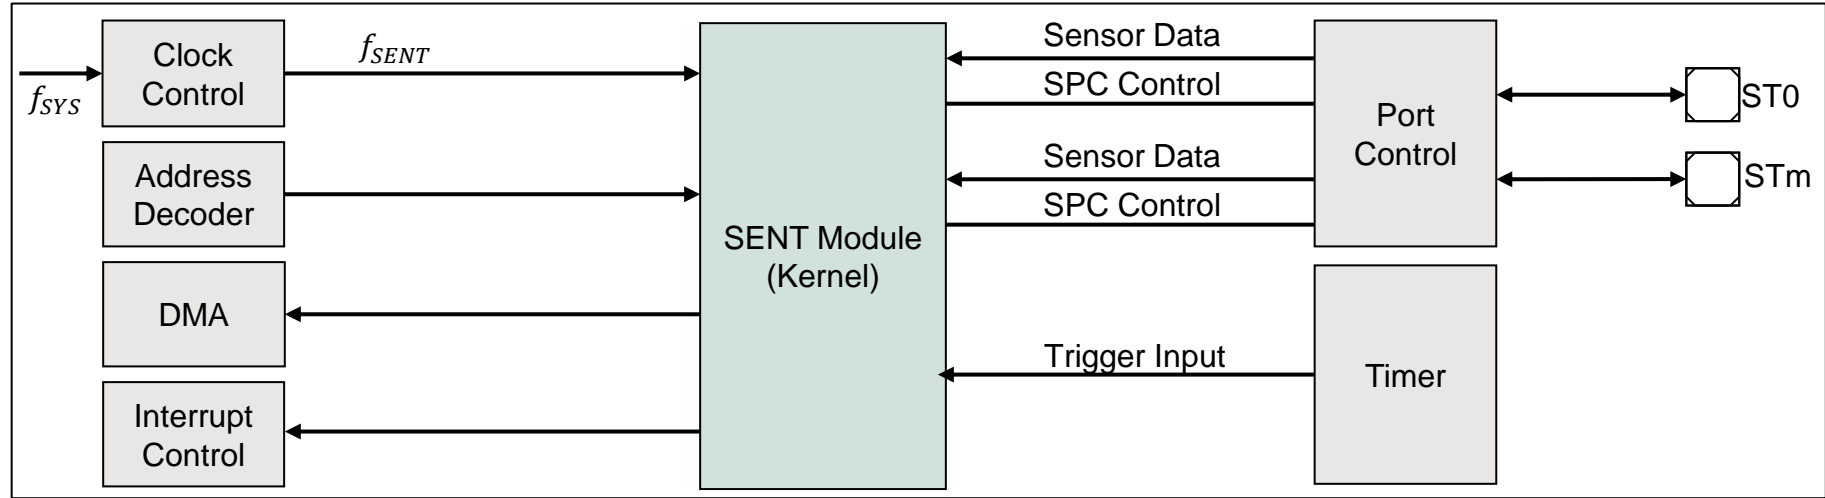 Clock
Control
f_SYS
f_SENT
Address
Decoder
DMA
Interrupt
Control
SENT Module
(Kernel)
Sensor Data
SPC Control
Sensor Data
SPC Control
Trigger Input
Port
Control
Timer
ST0
STm